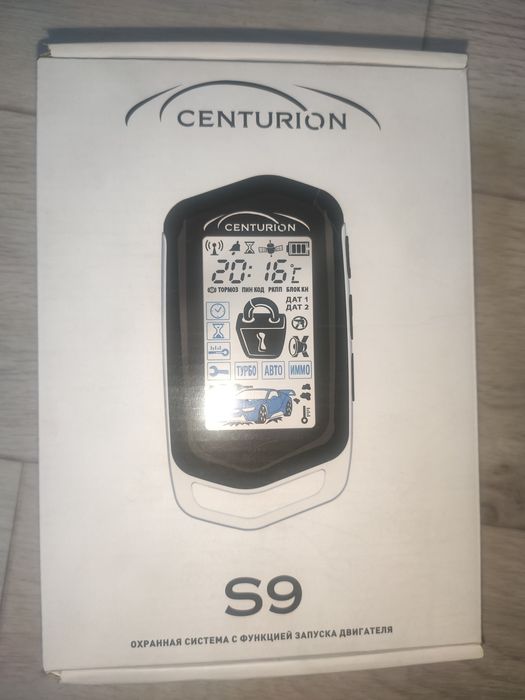 CENTURION
CENTURION
20:16°C
ТОРМОЗ ПИН КОД РКПП БЛОК КН
ДАТ 1
ДАТ 2
ТУРБО АВТО ИММО
E
S9
ОХРАННАЯ СИСТЕМА С ФУНКЦИЕЙ ЗАПУСКА ДВИГАТЕЛЯ